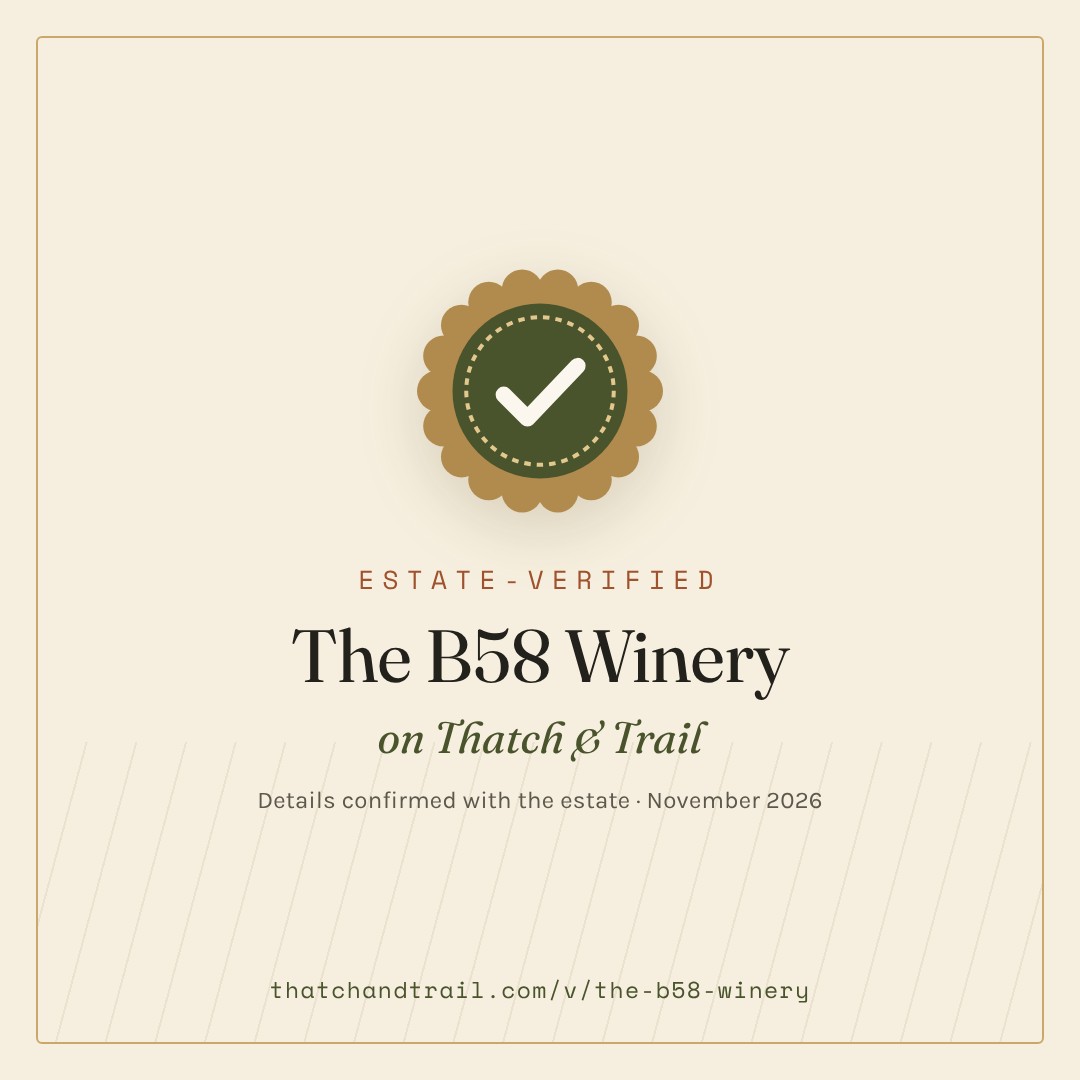 ESTATE-VERIFIED
The B58 Winery
on Thatch & Trail
Details confirmed with the estate · November 2026
thatchandtrail.com/v/the-b58-winery